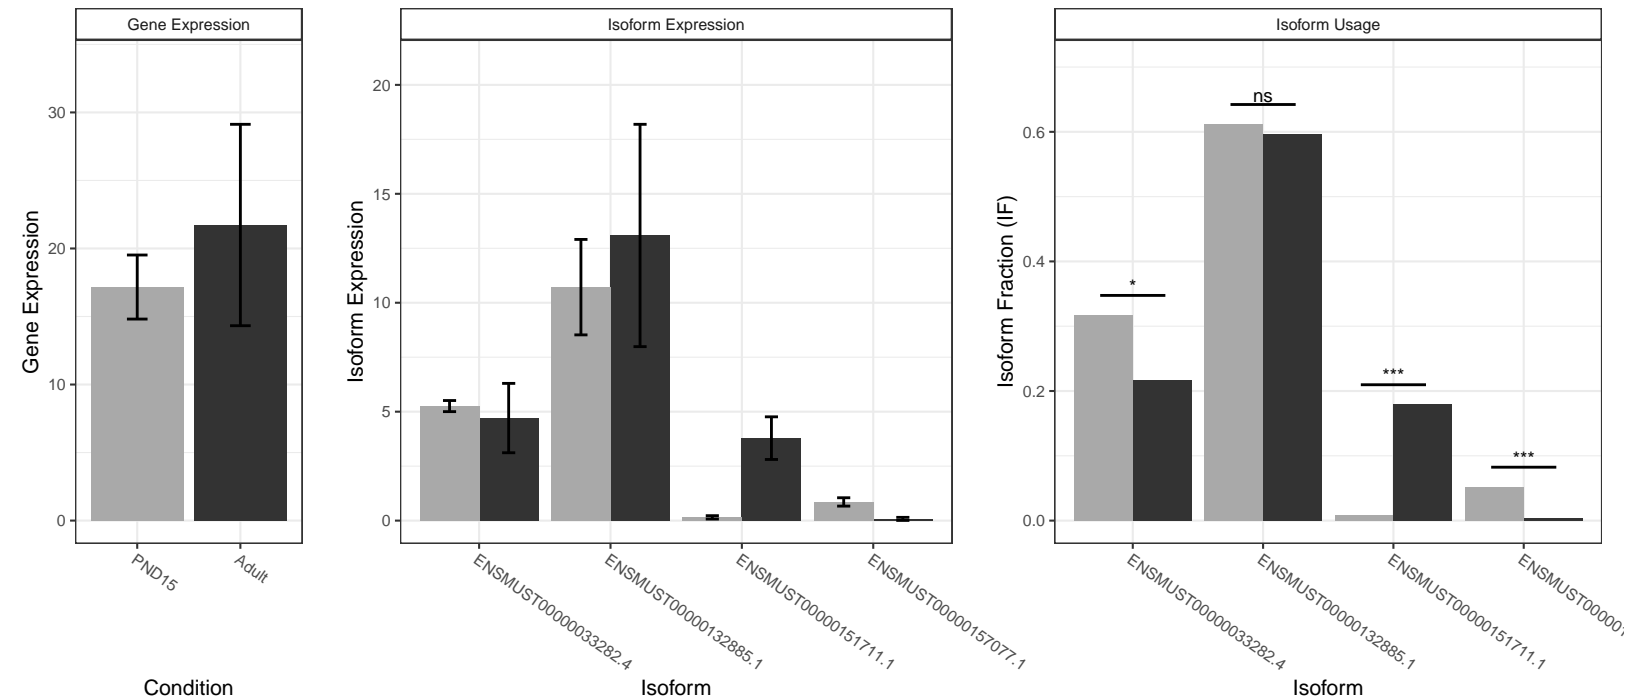 Gene Expression
Isoform Expression
Isoform Usage
Gene Expression
30
20
10
0
PND15
Adult
Condition
Isoform Expression
20
15
10
5
0
ENSMUST00000033282.4
ENSMUST00000132885.1
ENSMUST00000151711.1
ENSMUST00000157077.1
Isoform
Isoform Fraction (IF)
0.6
0.4
0.2
0.0
*
ns
***
***
ENSMUST00000033282.4
ENSMUST00000132885.1
ENSMUST00000151711.1
Isoform